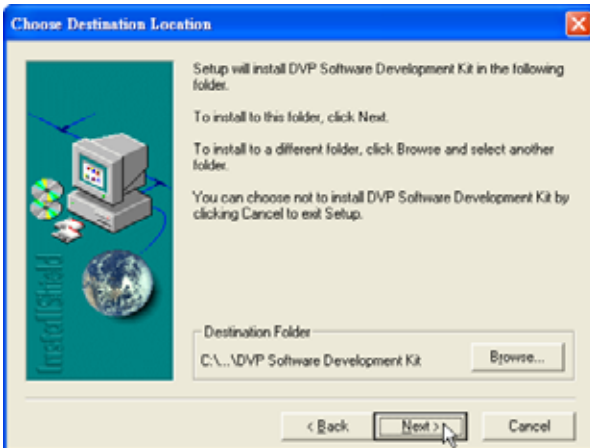 Choose Destination Location
Setup will install DVP Software Development Kit in the following
folder.
To install to this folder, click Next.
To install to a different folder, click Browse and select another
folder.
You can choose not to install DVP Software Development Kit by
clicking Cancel to exit Setup.
InstallShield
Destination Folder
C:\...\DVP Software Development Kit
Browse...
< Back
Next >
Cancel